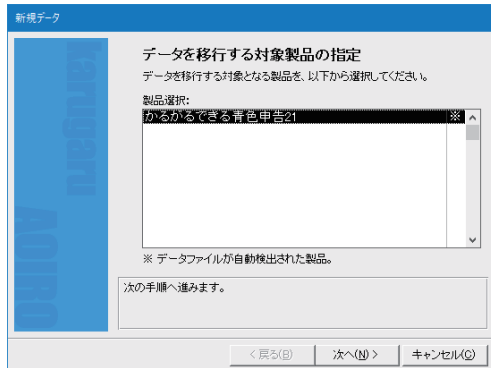 新規データ
karugaru
AOIRO
データを移行する対象製品の指定
データを移行する対象となる製品を、以下から選択してください。
製品選択:
かるがるできる青色申告21 ※
※ データファイルが自動検出された製品。
次の手順へ進みます。
< 戻る(B) 次へ(N) > キャンセル(C)